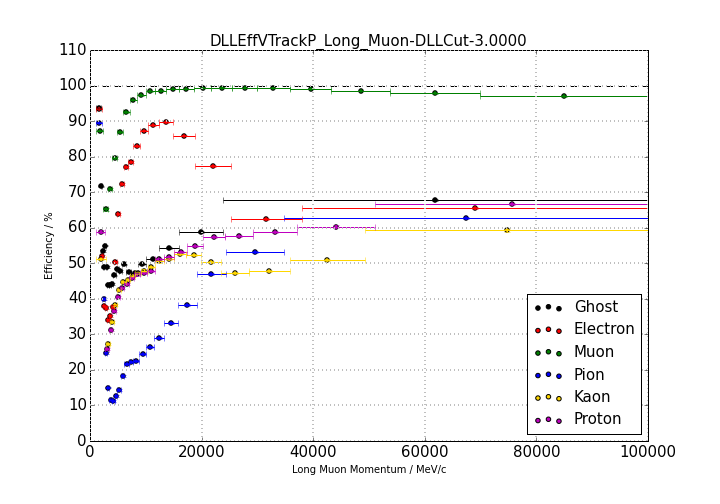 DLLEffVTrackP_Long_Muon-DLLCut-3.0000
Efficiency / %
110
100
90
80
70
60
50
40
30
20
10
0
0 20000 40000 60000 80000 100000
Long Muon Momentum / MeV/c
Ghost
Electron
Muon
Pion
Kaon
Proton